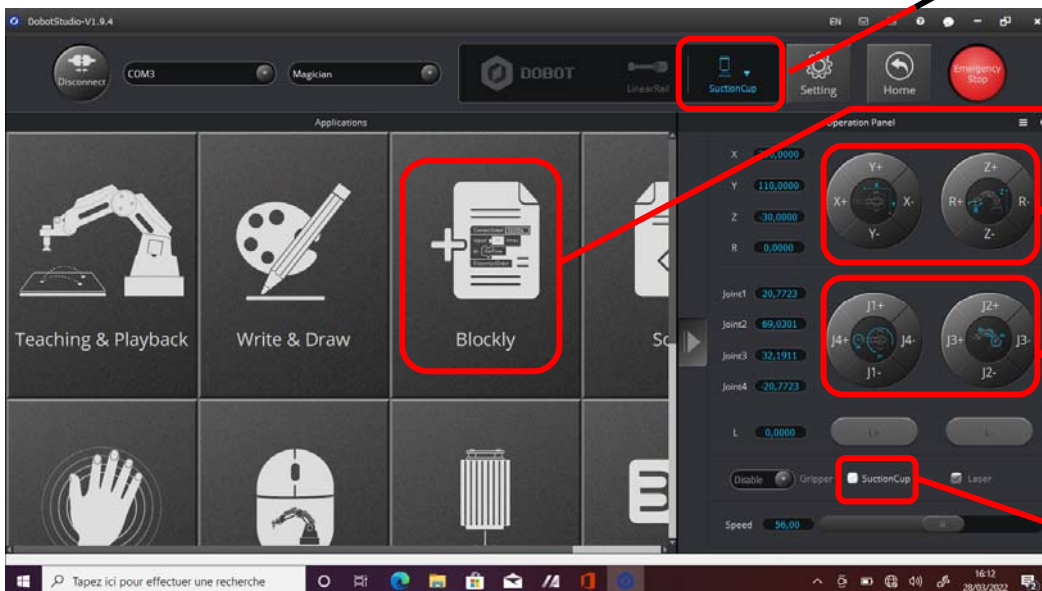 DobotStudio-V1.9.4
EN
Disconnect
COM3
Magician
DOBOT
LinearRail
SuctionCup
Setting
Home
Emergency
Stop
Applications
Operation Panel
Teaching & Playback
Write & Draw
Blockly
Sc
X
Y 110,0000
Z -30,0000
R 0,0000
Y+
X+ X-
Y-
Z+
R+ R-
Z-
Joint1 20,7723
Joint2 69,0301
Joint3 32,1911
Joint4 -20,7723
J1+
J4+ J4-
J1-
J2+
J3+ J3-
J2-
L 0,0000
L+
L-
Disable Gripper SuctionCup Laser
Speed 56,00
Tapez ici pour effectuer une recherche
16:12
28/03/2022